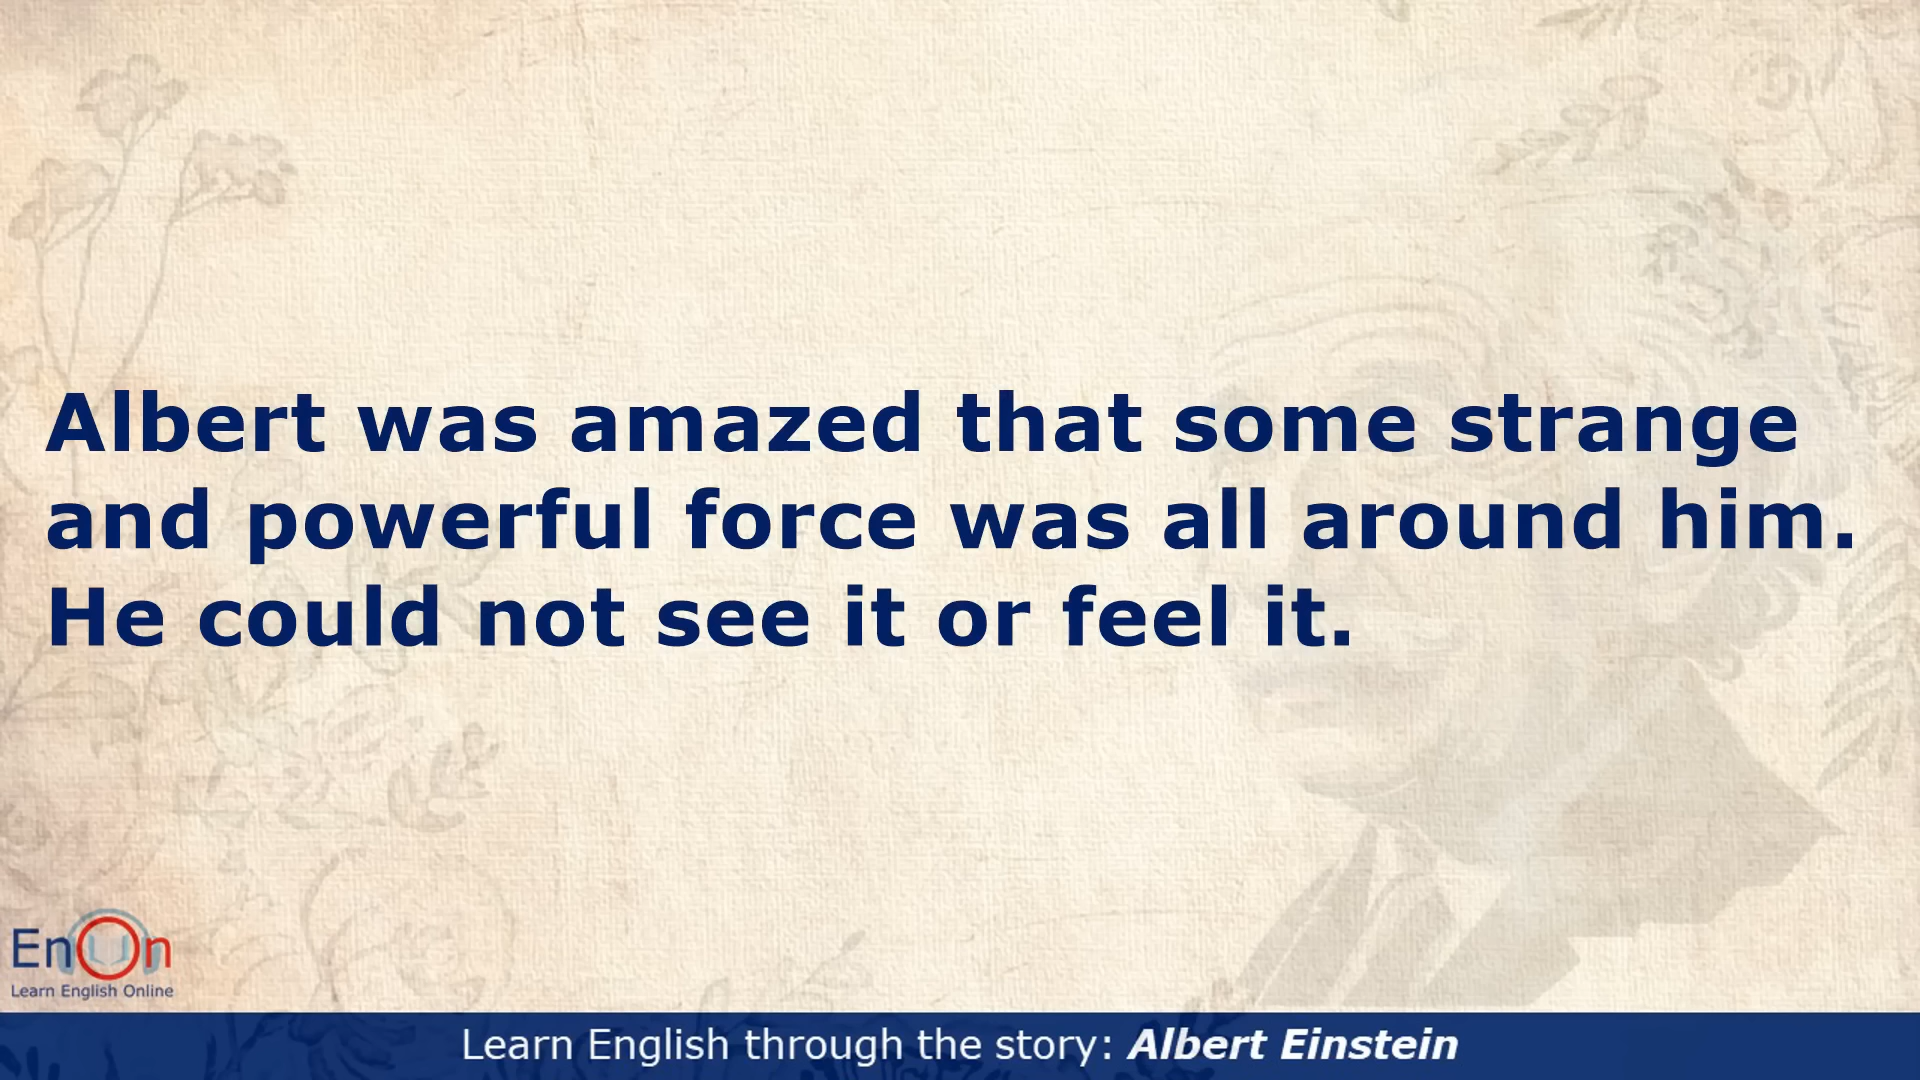 Albert was amazed that some strange
and powerful force was all around him.
He could not see it or feel it.
EnOn
Learn English Online
Learn English through the story: Albert Einstein